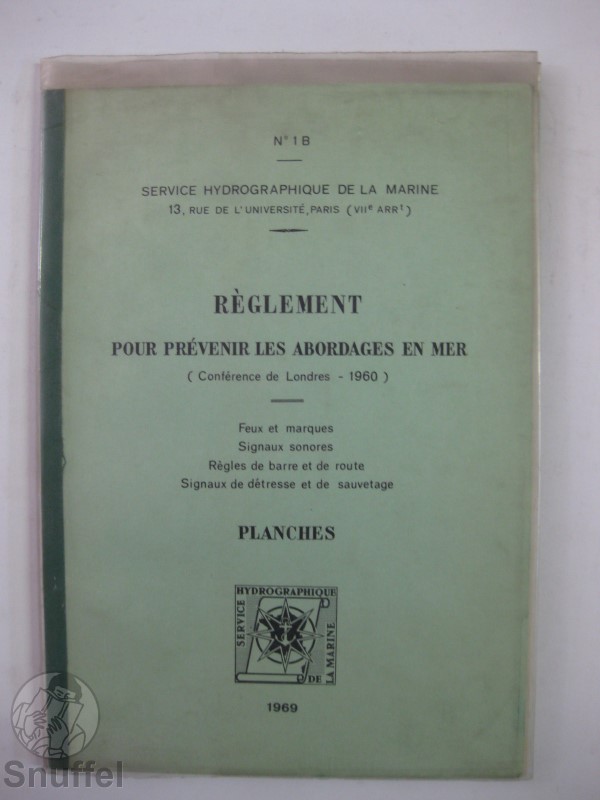 N° 1 B
SERVICE HYDROGRAPHIQUE DE LA MARINE
13, RUE DE L'UNIVERSITÉ, PARIS (VIIe ARRt)
RÈGLEMENT
POUR PRÉVENIR LES ABORDAGES EN MER
( Conférence de Londres - 1960 )
Feux et marques
Signaux sonores
Règles de barre et de route
Signaux de détresse et de sauvetage
PLANCHES
SERVICE
HYDROGRAPHIQUE
DE
LA MARINE
1969
Snuffel